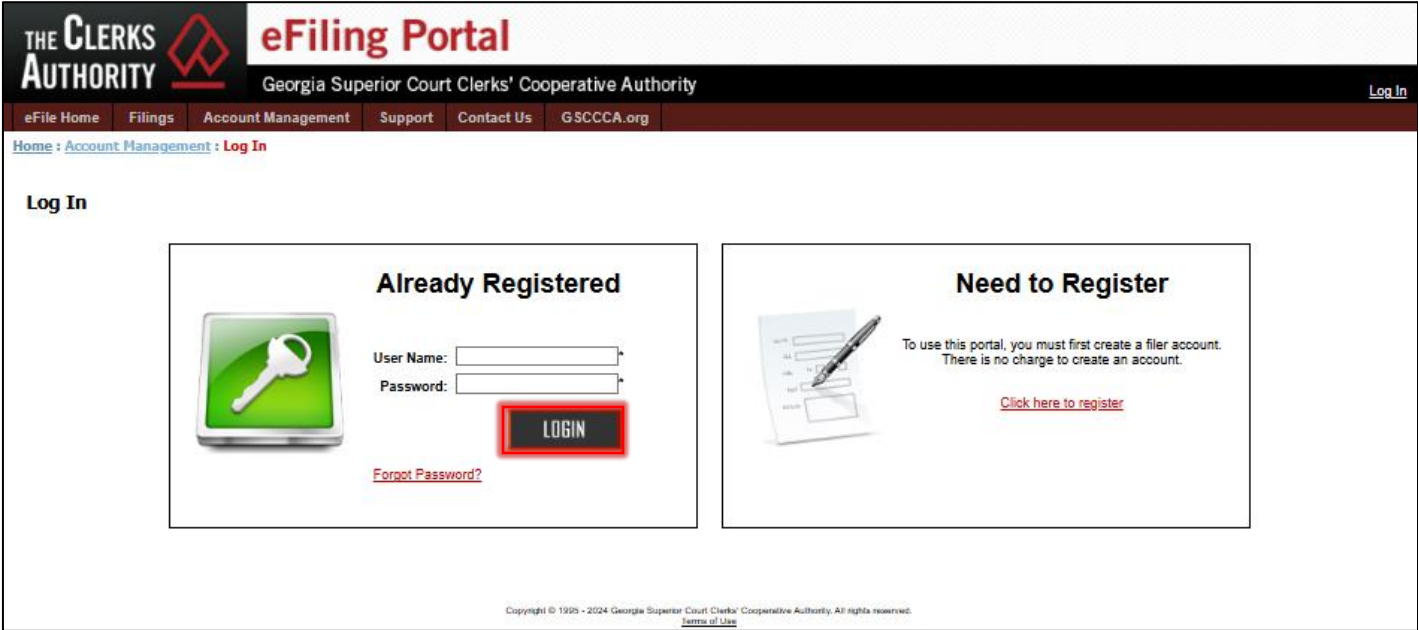 THE CLERKS
AUTHORITY
eFiling Portal
Georgia Superior Court Clerks' Cooperative Authority
Log In
eFile Home Filings Account Management Support Contact Us GSCCCA.org
Home : Account Management : Log In
Log In
Already Registered
User Name: *
Password: *
LOGIN
Forgot Password?
Need to Register
To use this portal, you must first create a filer account.
There is no charge to create an account.
Click here to register
Copyright © 1995 - 2024 Georgia Superior Court Clerks' Cooperative Authority. All rights reserved.
Terms of Use